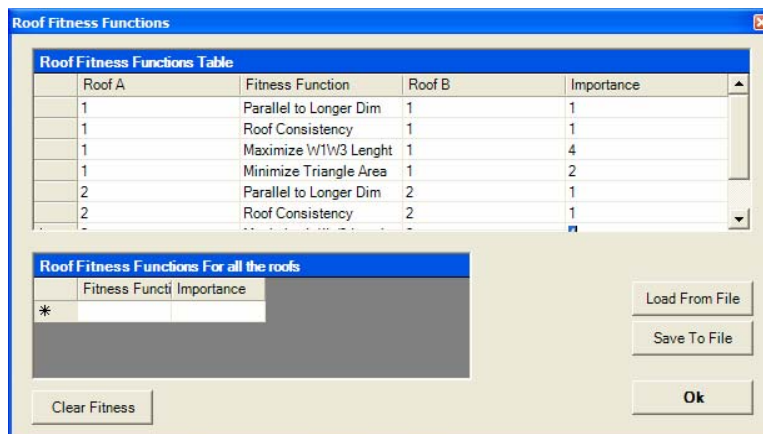 Roof Fitness Functions
Roof Fitness Functions Table
Roof A Fitness Function Roof B Importance
1 Parallel to Longer Dim 1 1
1 Roof Consistency 1 1
1 Maximize W1W3 Lenght 1 4
1 Minimize Triangle Area 1 2
2 Parallel to Longer Dim 2 1
2 Roof Consistency 2 1
Roof Fitness Functions For all the roofs
Fitness Functi Importance
*
Load From File
Save To File
Clear Fitness
Ok